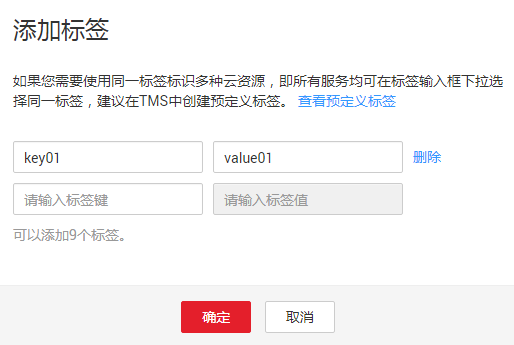 添加标签
如果您需要使用同一标签标识多种云资源，即所有服务均可在标签输入框下拉选
择同一标签，建议在TMS中创建预定义标签。 查看预定义标签
key01 value01 删除
请输入标签键 请输入标签值
可以添加9个标签。
确定 取消